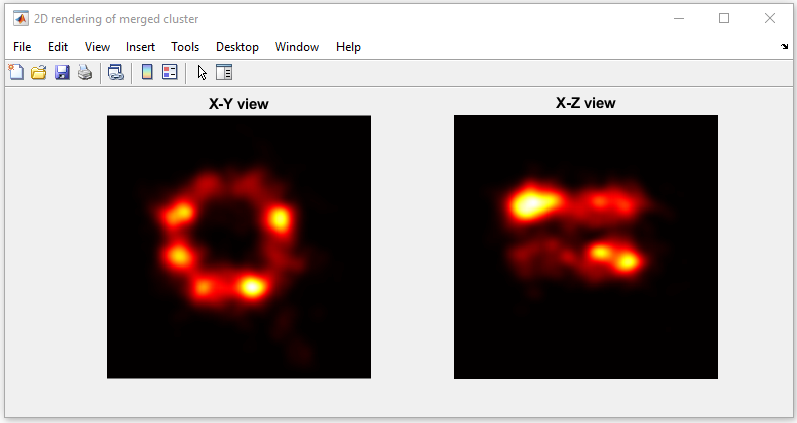 2D rendering of merged cluster
File Edit View Insert Tools Desktop Window Help
X-Y view X-Z view